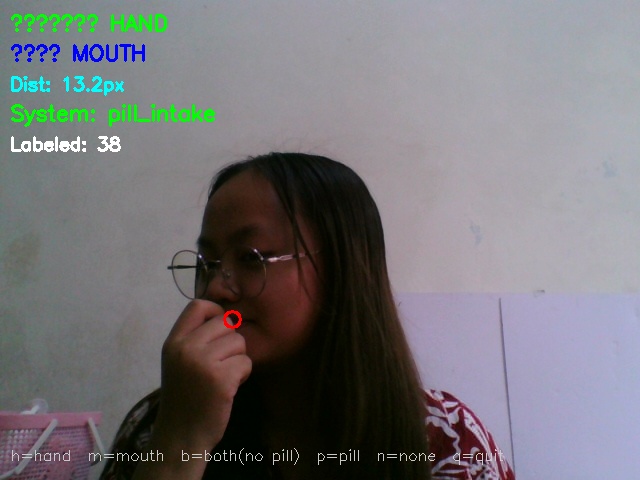 ??????? HAND
???? MOUTH
Dist: 13.2px
System: pill_intake
Labeled: 38
h=hand m=mouth b=both(no pill) p=pill n=none q=quit